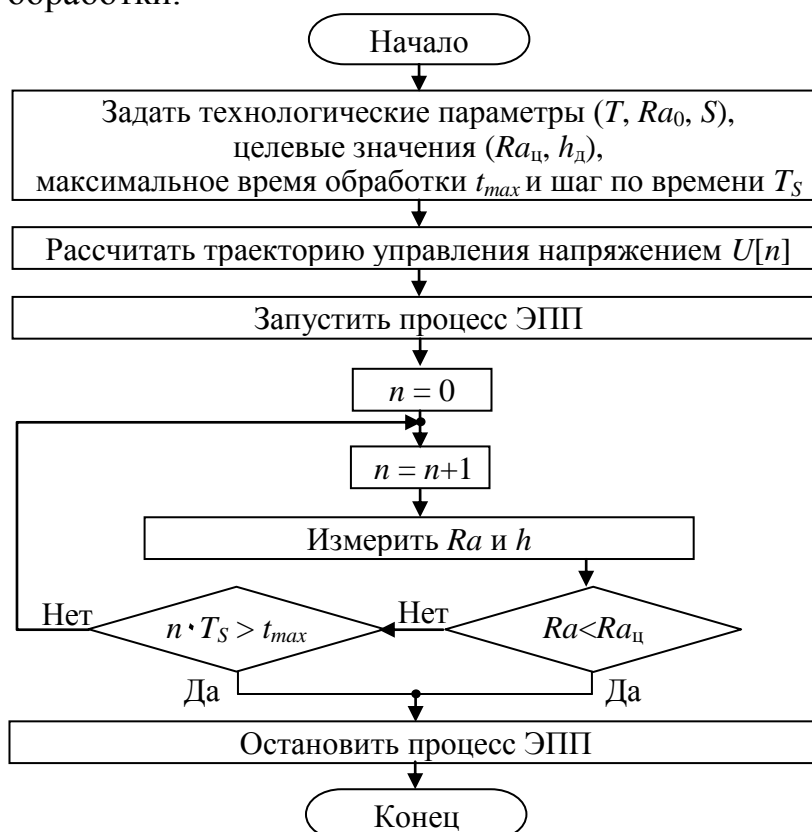 обработки.
Начало
Задать технологические параметры (T, Ra₀, S),
целевые значения (Raц, hд),
максимальное время обработки tmax и шаг по времени TS
Рассчитать траекторию управления напряжением U[n]
Запустить процесс ЭПП
n = 0
n = n+1
Измерить Ra и h
Нет
n · TS > tmax
Нет
Ra<Raц
Да
Да
Остановить процесс ЭПП
Конец